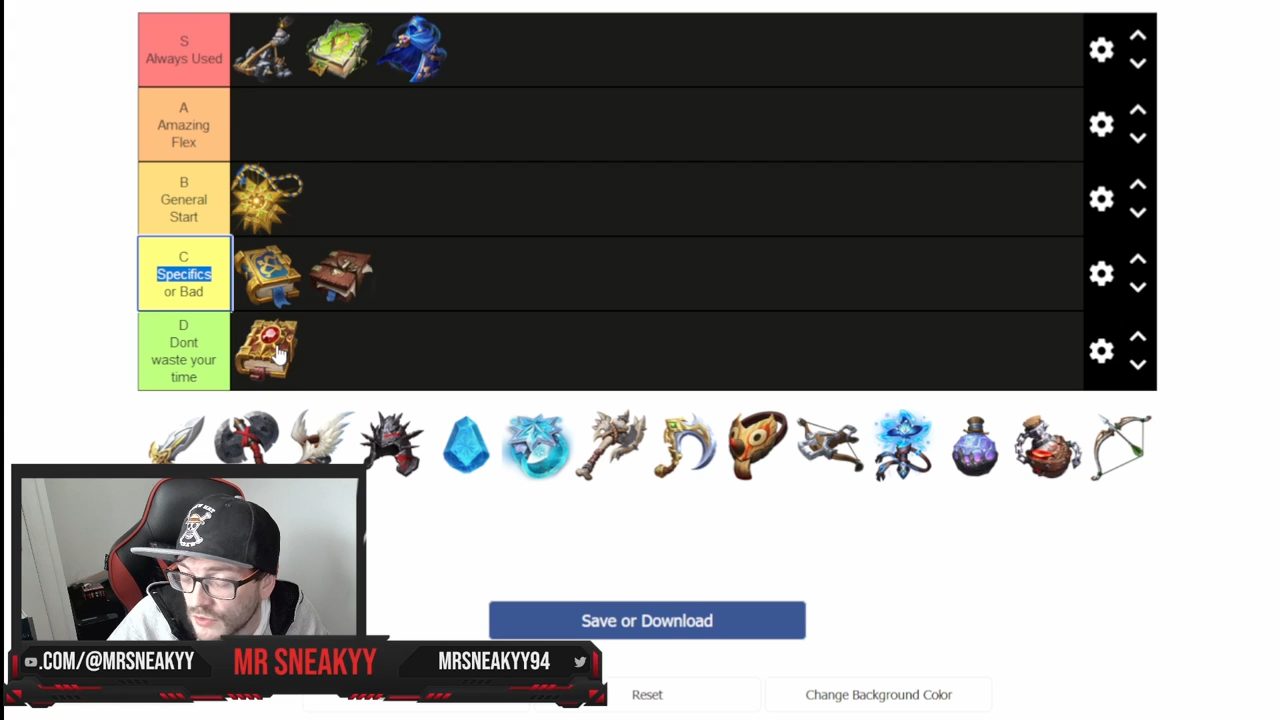 S
Always Used
A
Amazing
Flex
B
General
Start
C
Specifics
or Bad
D
Dont
waste your
time
Save or Download
.COM/@MRSNEAKYY
MR SNEAKYY
MRSNEAKYY94
Reset
Change Background Color